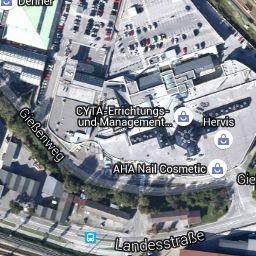 Denner
CYTA-Errichtungs-
und Management...
Hervis
Gießenweg
AHA Nail Cosmetic
Gie
Landesstraße